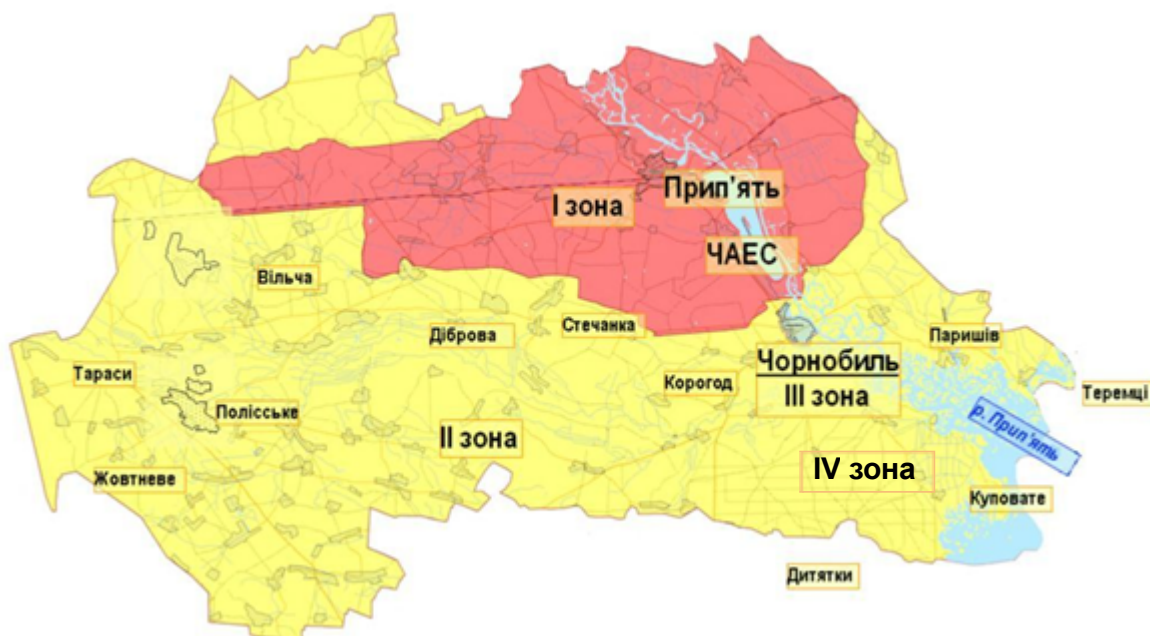 Прип'ять
І зона
ЧАЕС
Вільча
Стечанка
Діброва
Паришів
Чорнобиль
ІІІ зона
Тараси
Корогод
Теремці
Полісське
р. Прип'ять
ІІ зона
IV зона
Жовтневе
Куповате
Дитятки